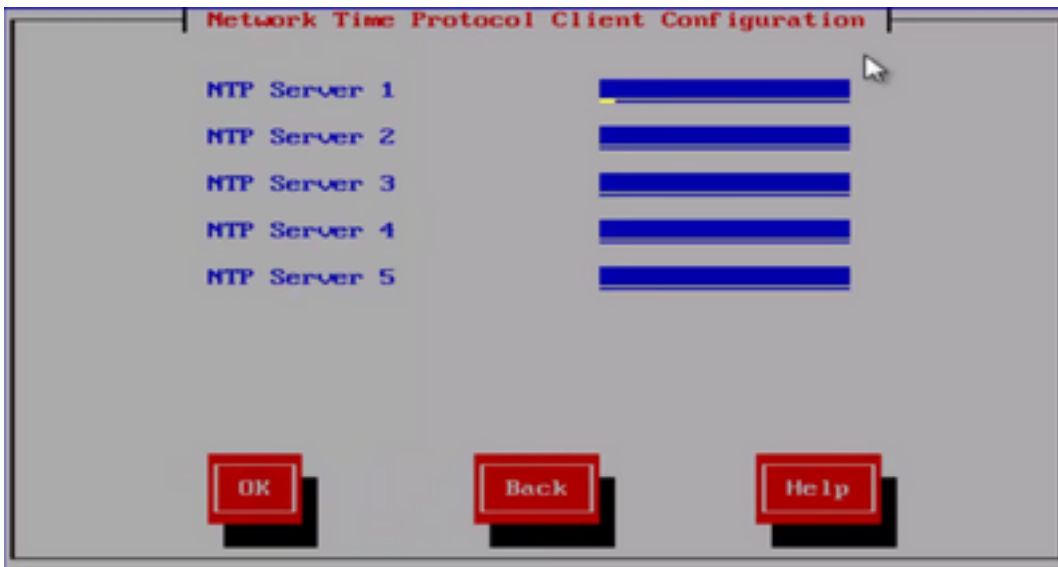 Network Time Protocol Client Configuration
NTP Server 1
NTP Server 2
NTP Server 3
NTP Server 4
NTP Server 5
OK Back Help